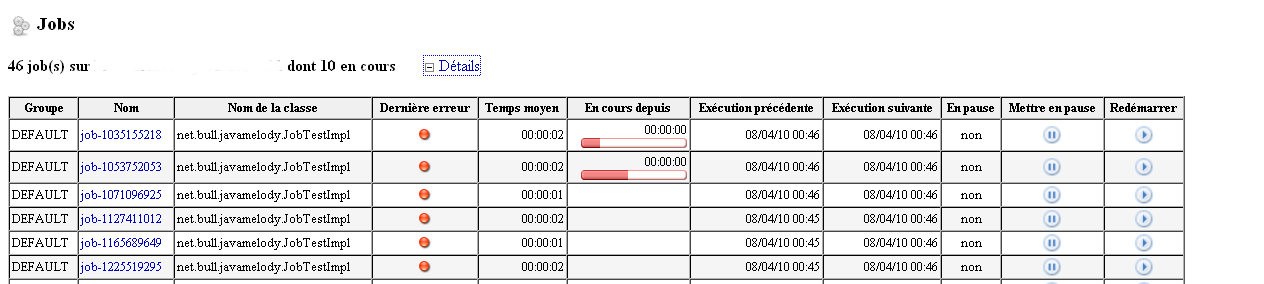 Jobs
46 job(s) sur dont 10 en cours Détails
Groupe Nom Nom de la classe Dernière erreur Temps moyen En cours depuis Exécution précédente Exécution suivante En pause Mettre en pause Redémarrer
DEFAULT job-1035155218 net.bull.javamelody.JobTestImpl 00:00:02 00:00:00 08/04/10 00:46 08/04/10 00:46 non
DEFAULT job-1053752053 net.bull.javamelody.JobTestImpl 00:00:02 00:00:00 08/04/10 00:46 08/04/10 00:46 non
DEFAULT job-1071096925 net.bull.javamelody.JobTestImpl 00:00:01 08/04/10 00:46 08/04/10 00:46 non
DEFAULT job-1127411012 net.bull.javamelody.JobTestImpl 00:00:02 08/04/10 00:45 08/04/10 00:46 non
DEFAULT job-1165689649 net.bull.javamelody.JobTestImpl 00:00:01 08/04/10 00:45 08/04/10 00:46 non
DEFAULT job-1225519295 net.bull.javamelody.JobTestImpl 00:00:02 08/04/10 00:45 08/04/10 00:46 non